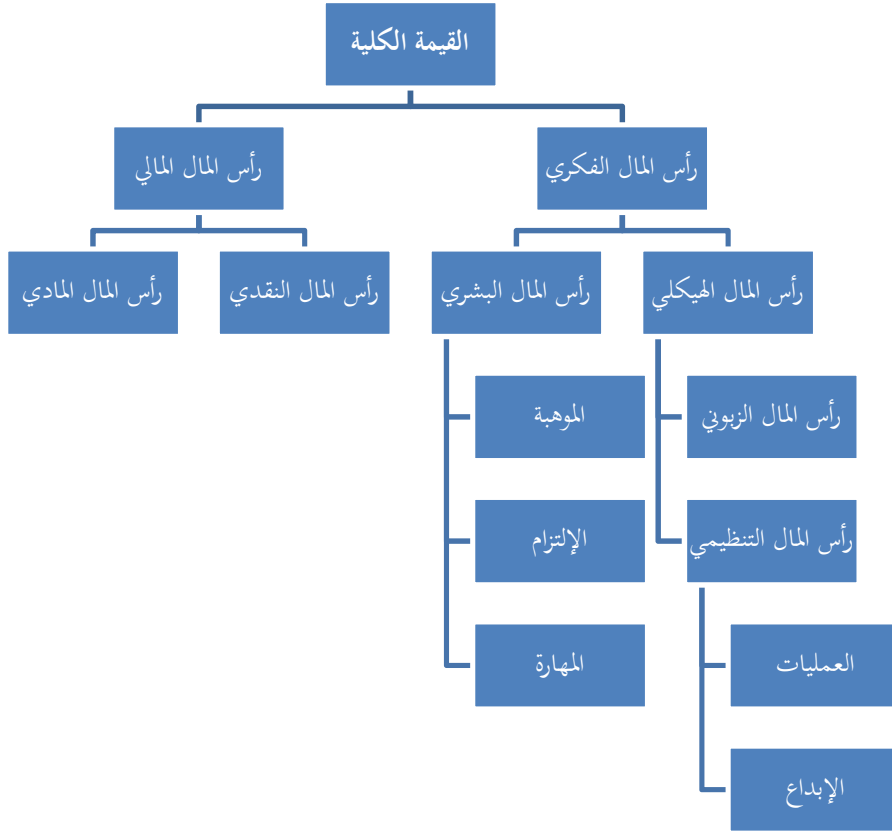 القيمة الكلية
رأس المال الفكري
رأس المال المالي
رأس المال الهيكلي
رأس المال البشري
رأس المال النقدي
رأس المال المادي
رأس المال الزبوني
الموهبة
رأس المال التنظيمي
الإلتزام
العمليات
المهارة
الإبداع